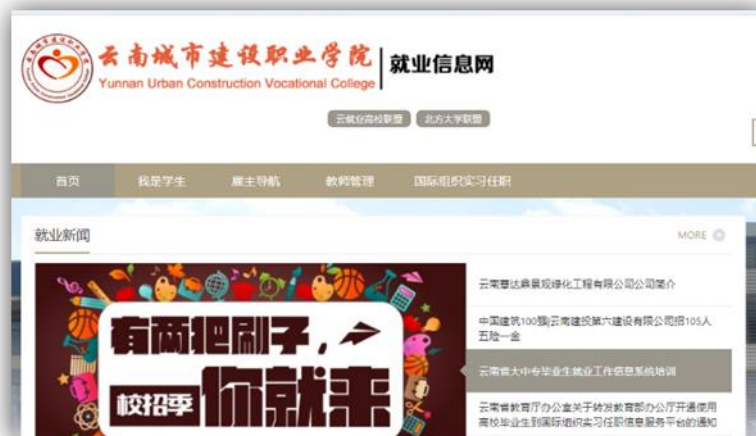 云南城市建设职业学院
Yunnan Urban Construction Vocational College
就业信息网
云就业高校联盟
北方大学联盟
首页
我是学生
雇主导航
教师管理
国际组织实习任职
就业新闻
MORE
有两把刷子，
校招季
你就来
景观绿化工程有限公司公司简介
中国建筑100强|云南建投第六建设有限公司招105人
五险一金
云南省大中专毕业生就业工作信息系统培训
云南省教育厅办公室关于转发教育部办公厅开通使用
高校毕业生到国际组织实习任职信息服务平台的通知